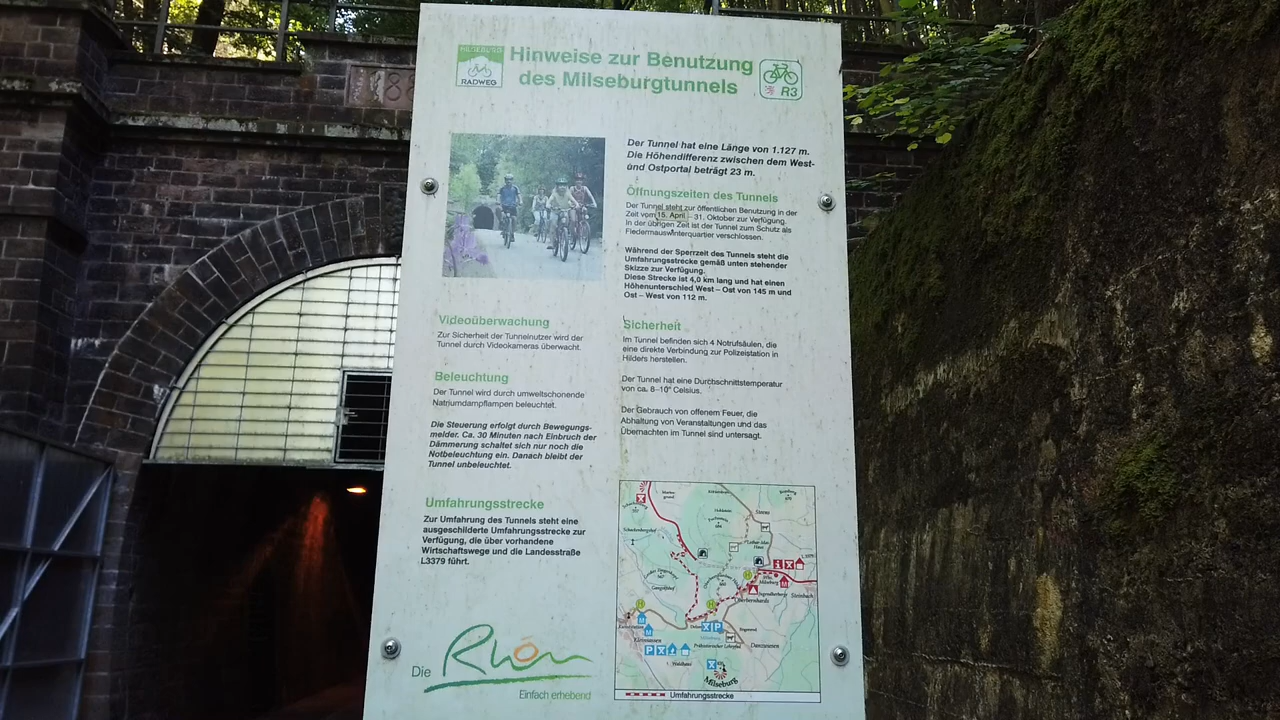 MILSEBURG
RADWEG
Hinweise zur Benutzung
des Milseburgtunnels
R3
Der Tunnel hat eine Länge von 1.127 m.
Die Höhendifferenz zwischen dem West-
und Ostportal beträgt 23 m.
Öffnungszeiten des Tunnels
Der Tunnel steht zur öffentlichen Benutzung in der
Zeit vom 15. April – 31. Oktober zur Verfügung.
In der übrigen Zeit ist der Tunnel zum Schutz als
Fledermauswinterquartier verschlossen.
Während der Sperrzeit des Tunnels steht die
Umfahrungsstrecke gemäß unten stehender
Skizze zur Verfügung.
Diese Strecke ist 4,0 km lang und hat einen
Höhenunterschied West – Ost von 145 m und
Ost – West von 112 m.
Videoüberwachung
Zur Sicherheit der Tunnelnutzer wird der
Tunnel durch Videokameras überwacht.
Beleuchtung
Der Tunnel wird durch umweltschonende
Natriumdampflampen beleuchtet.
Die Steuerung erfolgt durch Bewegungs-
melder. Ca. 30 Minuten nach Einbruch der
Dämmerung schaltet sich nur noch die
Notbeleuchtung ein. Danach bleibt der
Tunnel unbeleuchtet.
Umfahrungsstrecke
Zur Umfahrung des Tunnels steht eine
ausgeschilderte Umfahrungsstrecke zur
Verfügung, die über vorhandene
Wirtschaftswege und die Landesstraße
L3379 führt.
Sicherheit
Im Tunnel befinden sich 4 Notrufsäulen, die
eine direkte Verbindung zur Polizeistation in
Hilders herstellen.
Der Tunnel hat eine Durchschnittstemperatur
von ca. 8–10° Celsius.
Der Gebrauch von offenem Feuer, die
Abhaltung von Veranstaltungen und das
Übernachten im Tunnel sind untersagt.
Steens
Oberbernhards
Jugendherberge
Steinbach
Kleinsassen
Danzwiesen
Milseburg
Umfahrungsstrecke
Die Rhön
Einfach erhebend